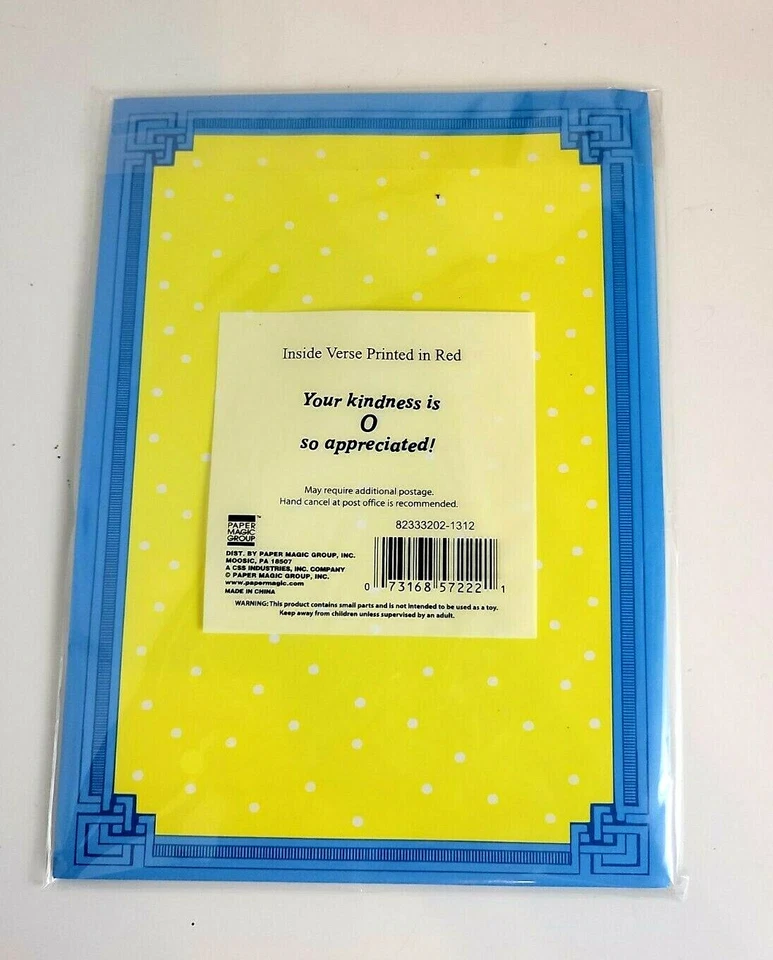 Inside Verse Printed in Red
Your kindness is
O
so appreciated!
May require additional postage.
Hand cancel at post office is recommended.
PAPER
MAGIC
GROUP™
82333202-1312
DIST. BY PAPER MAGIC GROUP, INC.
MOOSIC, PA 18507
A CSS INDUSTRIES, INC. COMPANY
© PAPER MAGIC GROUP, INC.
www.papermagic.com
MADE IN CHINA
0 73168 57222 1
WARNING: This product contains small parts and is not intended to be used as a toy.
Keep away from children unless supervised by an adult.